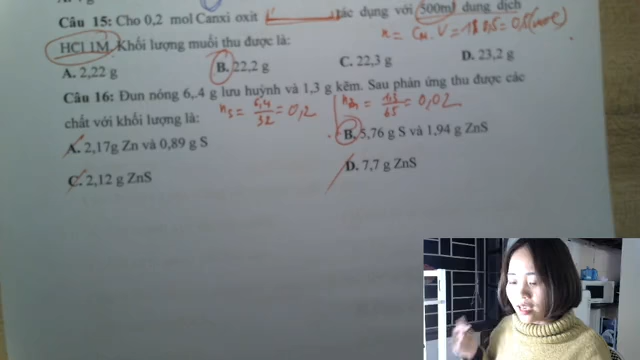 Câu 15: Cho 0,2 mol Canxi oxit tác dụng với 500ml dung dịch
n = CM. V = 1.0,5 = 0,5 (mol)
HCl 1M. Khối lượng muối thu được là:
A. 2,22 g B. 22,2 g C. 22,3 g D. 23,2 g
Câu 16: Đun nóng 6,.4 g lưu huỳnh và 1,3 g kẽm. Sau phản ứng thu được các
chất với khối lượng là:
nS = 6,4/32 = 0,2 nZn = 1,3/65 = 0,02
A. 2,17g Zn và 0,89 g S B. 5,76 g S và 1,94 g ZnS
C. 2,12 g ZnS D. 7,7 g ZnS